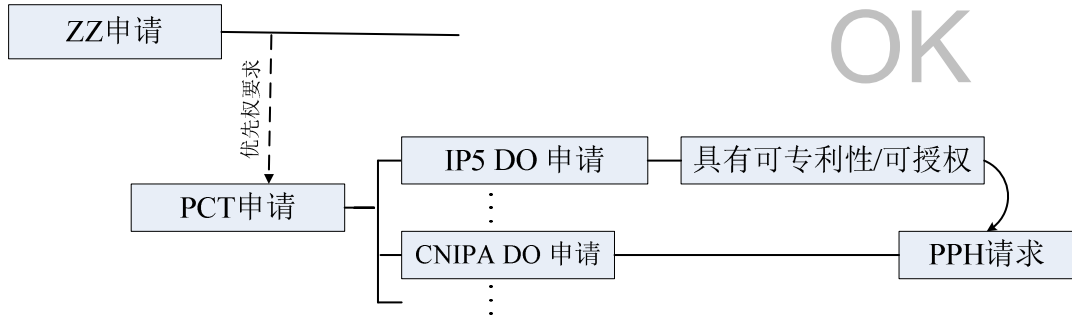 ZZ申请
OK
优先权要求
IP5 DO 申请
具有可专利性/可授权
PCT申请
CNIPA DO 申请
PPH请求